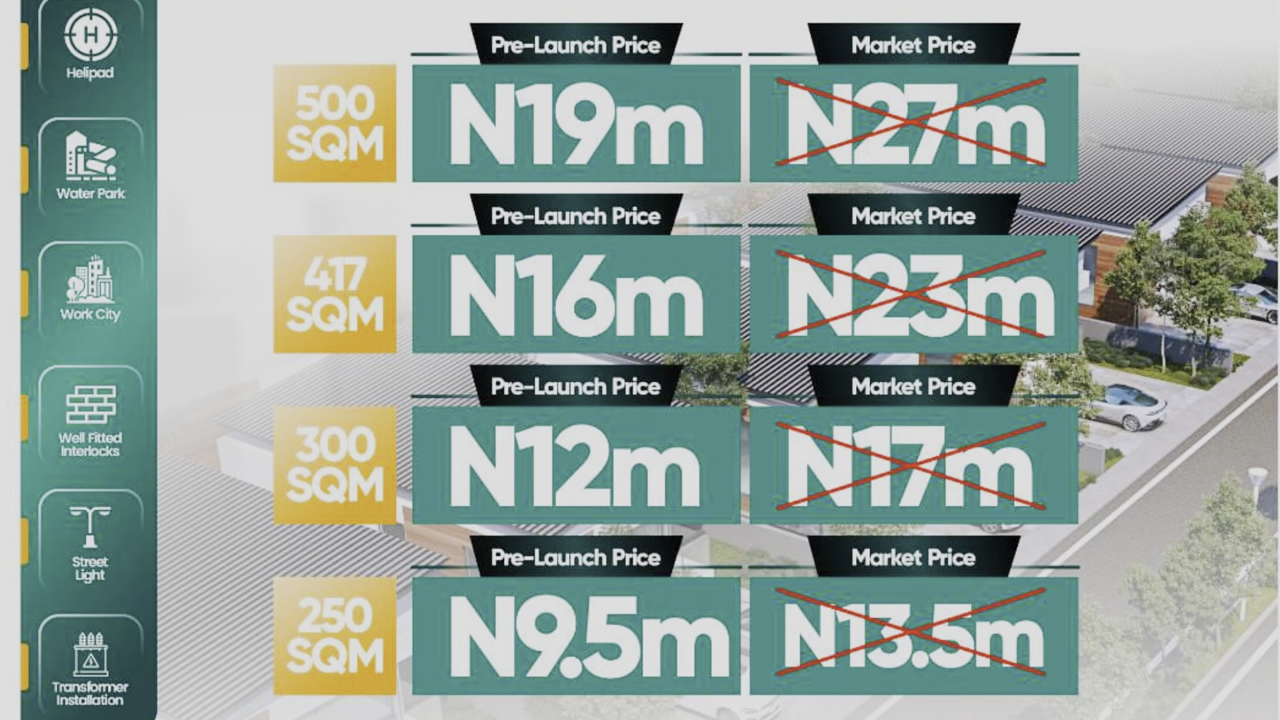 H
Helipad
Water Park
Work City
Well Fitted
Interlocks
Street
Light
Transformer
Installation
Pre-Launch Price
Market Price
500
SQM
N19m
N27m
Pre-Launch Price
Market Price
417
SQM
N16m
N23m
Pre-Launch Price
Market Price
300
SQM
N12m
N17m
Pre-Launch Price
Market Price
250
SQM
N9.5m
N13.5m